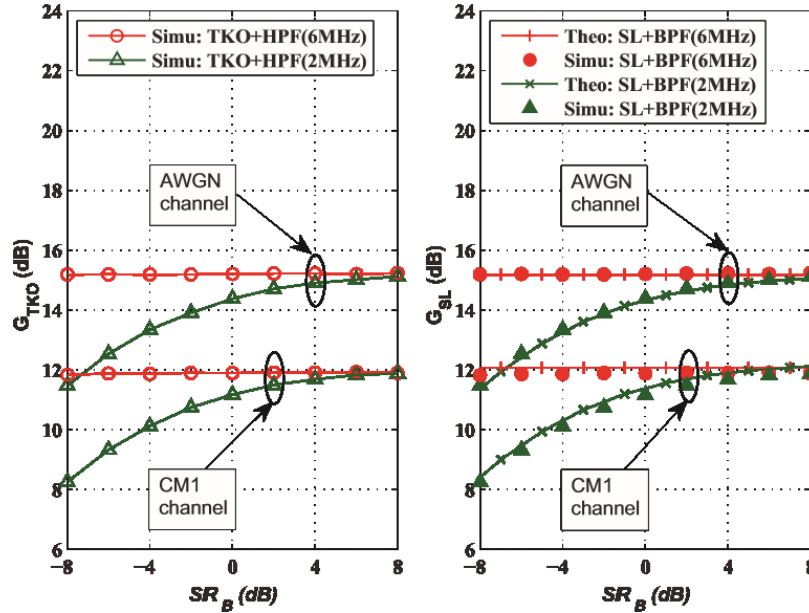 Simu: TKO+HPF(6MHz)
Simu: TKO+HPF(2MHz)
AWGN
channel
CM1
channel
G_TKO (dB)
24
22
20
18
16
14
12
10
8
6
−8
−4
0
4
8
SR_B (dB)
Theo: SL+BPF(6MHz)
Simu: SL+BPF(6MHz)
Theo: SL+BPF(2MHz)
Simu: SL+BPF(2MHz)
AWGN
channel
CM1
channel
G_SL (dB)
24
22
20
18
16
14
12
10
8
6
−8
−4
0
4
8
SR_B (dB)